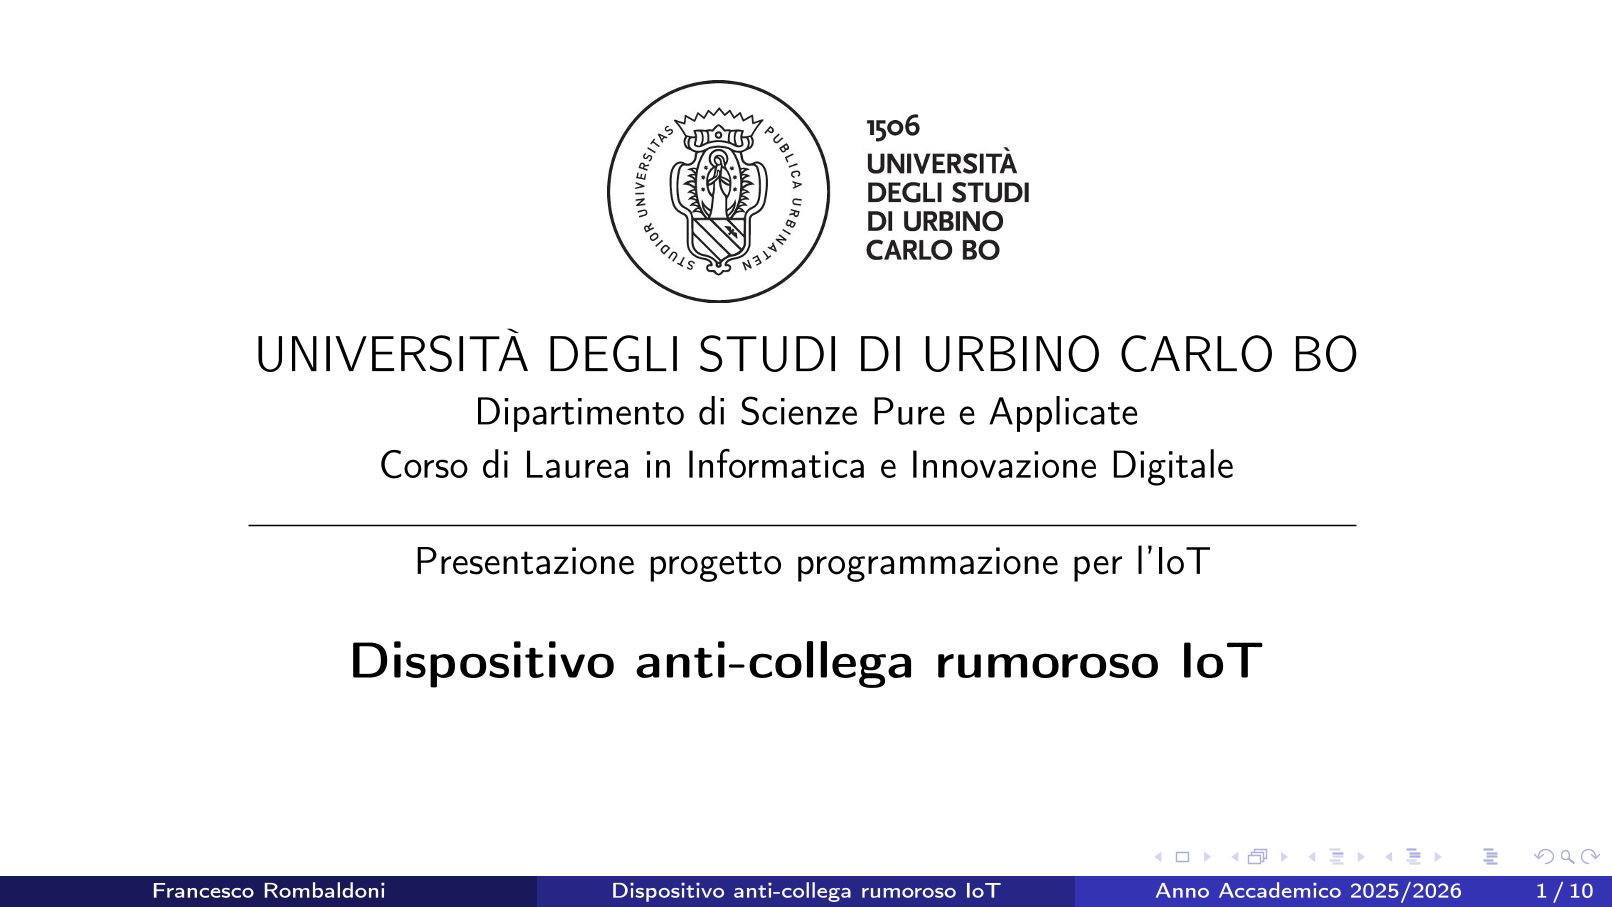 STUDIOR UNIVERSITAS PUBLICA URBINATEN
1506
UNIVERSITÀ
DEGLI STUDI
DI URBINO
CARLO BO
UNIVERSITÀ DEGLI STUDI DI URBINO CARLO BO
Dipartimento di Scienze Pure e Applicate
Corso di Laurea in Informatica e Innovazione Digitale
Presentazione progetto programmazione per l'IoT
Dispositivo anti-collega rumoroso IoT
Francesco Rombaldoni Dispositivo anti-collega rumoroso IoT Anno Accademico 2025/2026 1 / 10